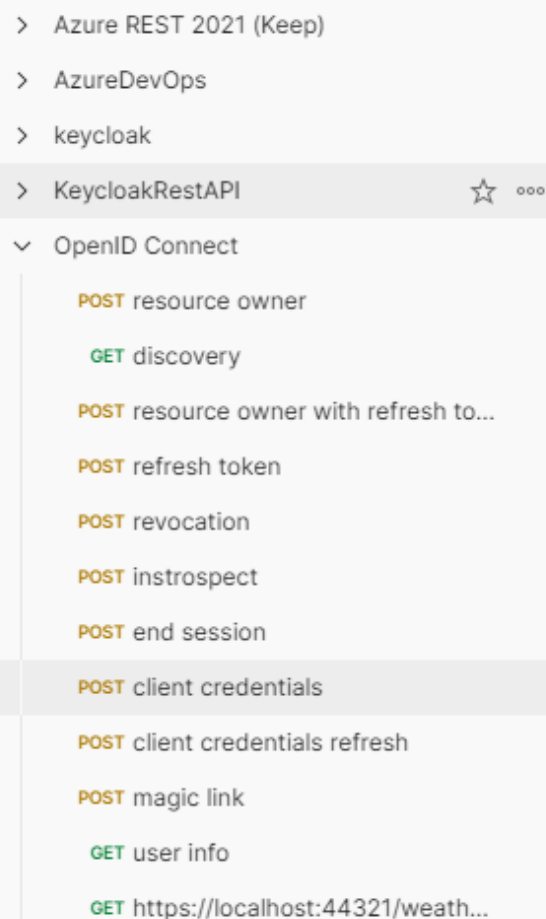 Azure REST 2021 (Keep)
AzureDevOps
keycloak
KeycloakRestAPI
OpenID Connect
POST resource owner
GET discovery
POST resource owner with refresh to...
POST refresh token
POST revocation
POST instrospect
POST end session
POST client credentials
POST client credentials refresh
POST magic link
GET user info
GET https://localhost:44321/weath...